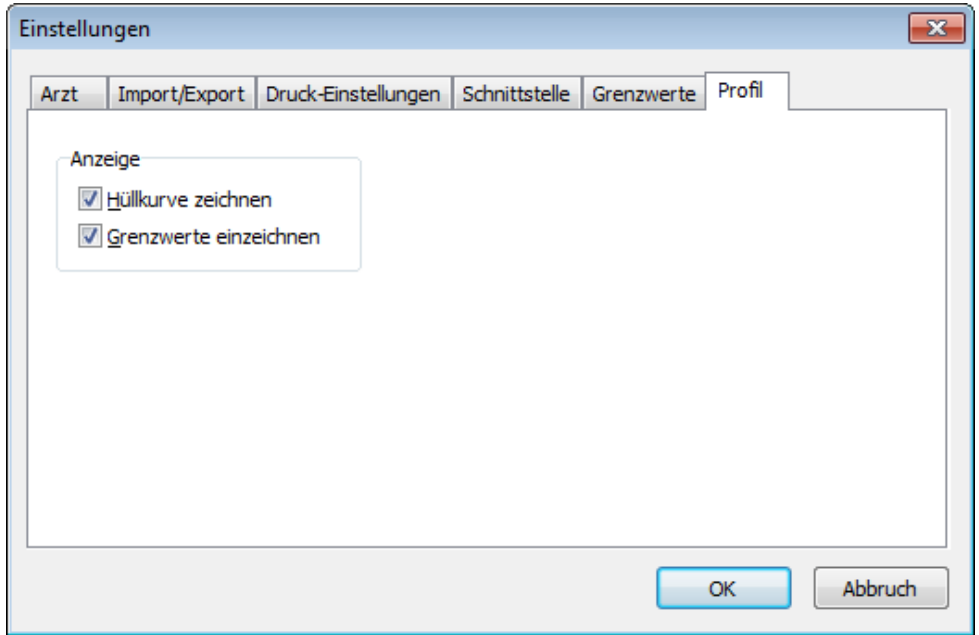 Einstellungen
Arzt Import/Export Druck-Einstellungen Schnittstelle Grenzwerte Profil
Anzeige
Hüllkurve zeichnen
Grenzwerte einzeichnen
OK Abbruch